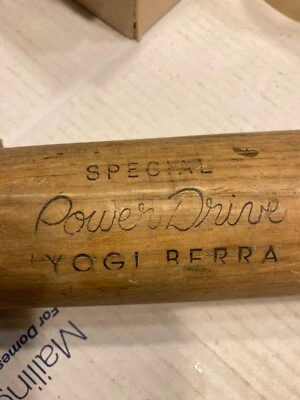 SPECIAL
Power Drive
YOGI BERRA
Mailing
For Domes